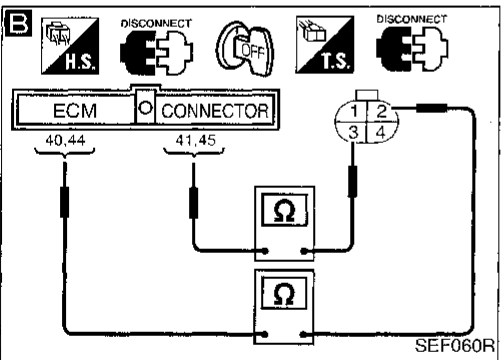 B
DISCONNECT
DISCONNECT
H.S.
OFF
T.S.
ECM CONNECTOR
1 2
3 4
40,44 41,45
Ω
Ω
SEF060R